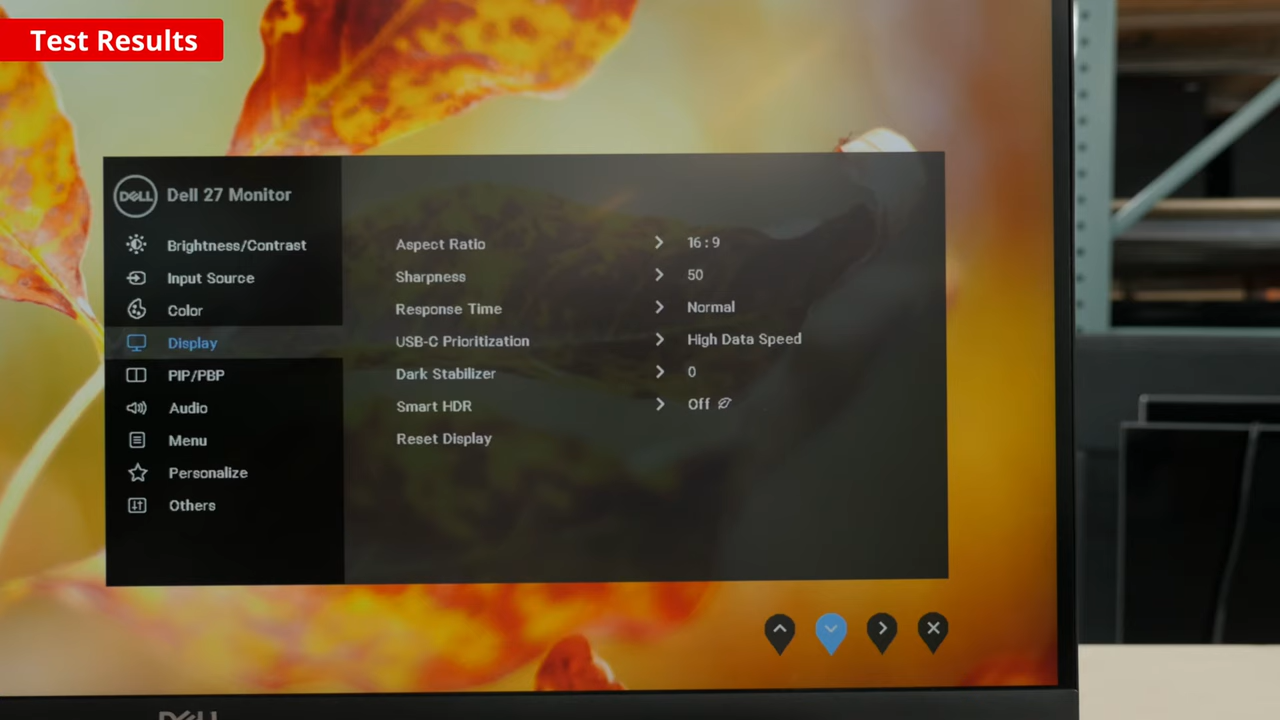 Test Results
DELL
Dell 27 Monitor
Brightness/Contrast
Input Source
Color
Display
PIP/PBP
Audio
Menu
Personalize
Others
Aspect Ratio 16:9
Sharpness 50
Response Time Normal
USB-C Prioritization High Data Speed
Dark Stabilizer 0
Smart HDR Off
Reset Display
DELL